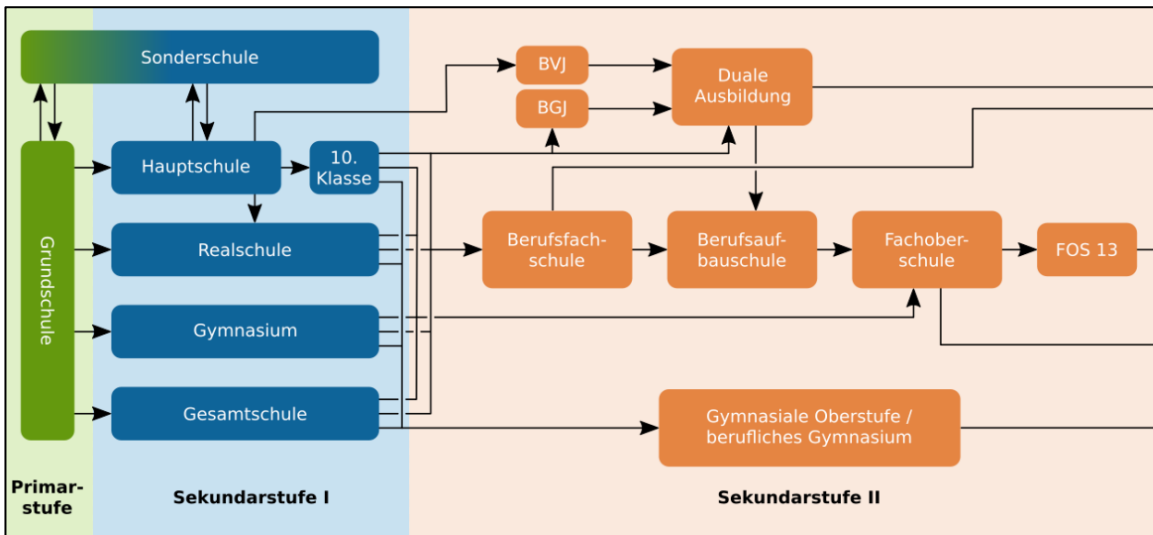 Sonderschule
BVJ
Duale
Ausbildung
BGJ
Hauptschule
10.
Klasse
Grundschule
Realschule
Berufsfach-
schule
Berufsauf-
bauschule
Fachober-
schule
FOS 13
Gymnasium
Gesamtschule
Gymnasiale Oberstufe /
berufliches Gymnasium
Primar-
stufe
Sekundarstufe I
Sekundarstufe II